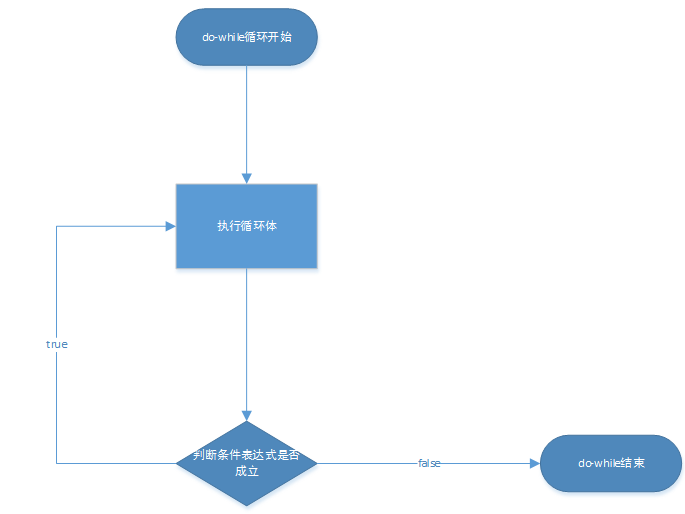 do-while循环开始
执行循环体
true
判断条件表达式是否
成立
false
do-while结束